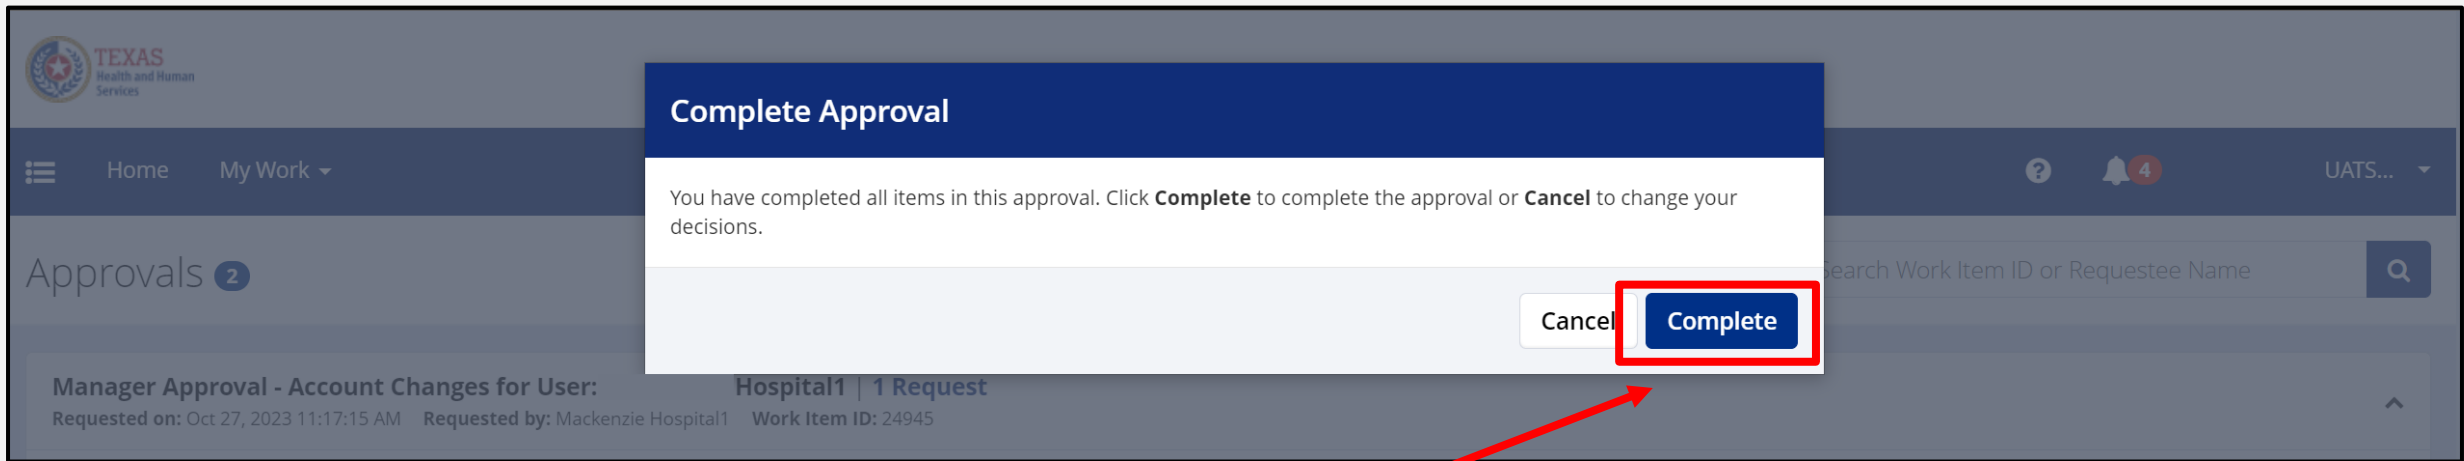 TEXAS
Health and Human
Services
Complete Approval
Home My Work 4 UATS...
You have completed all items in this approval. Click Complete to complete the approval or Cancel to change your
decisions.
Approvals 2
Search Work Item ID or Requestee Name
Cancel Complete
Manager Approval - Account Changes for User: Hospital1 | 1 Request
Requested on: Oct 27, 2023 11:17:15 AM Requested by: Mackenzie Hospital1 Work Item ID: 24945